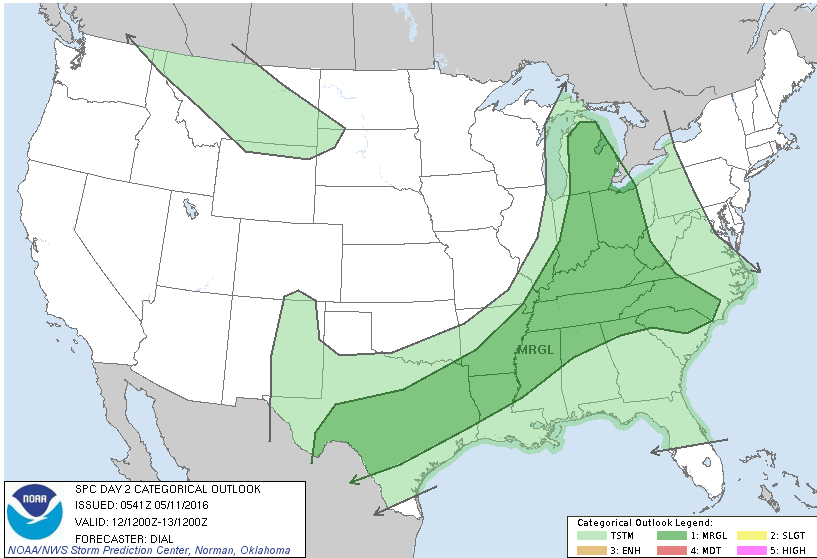 MRGL
NOAA
SPC DAY 2 CATEGORICAL OUTLOOK
ISSUED: 0541Z 05/11/2016
VALID: 12/1200Z-13/1200Z
FORECASTER: DIAL
NOAA/NWS Storm Prediction Center, Norman, Oklahoma
Categorical Outlook Legend:
TSTM 1: MRGL 2: SLGT
3: ENH 4: MDT 5: HIGH